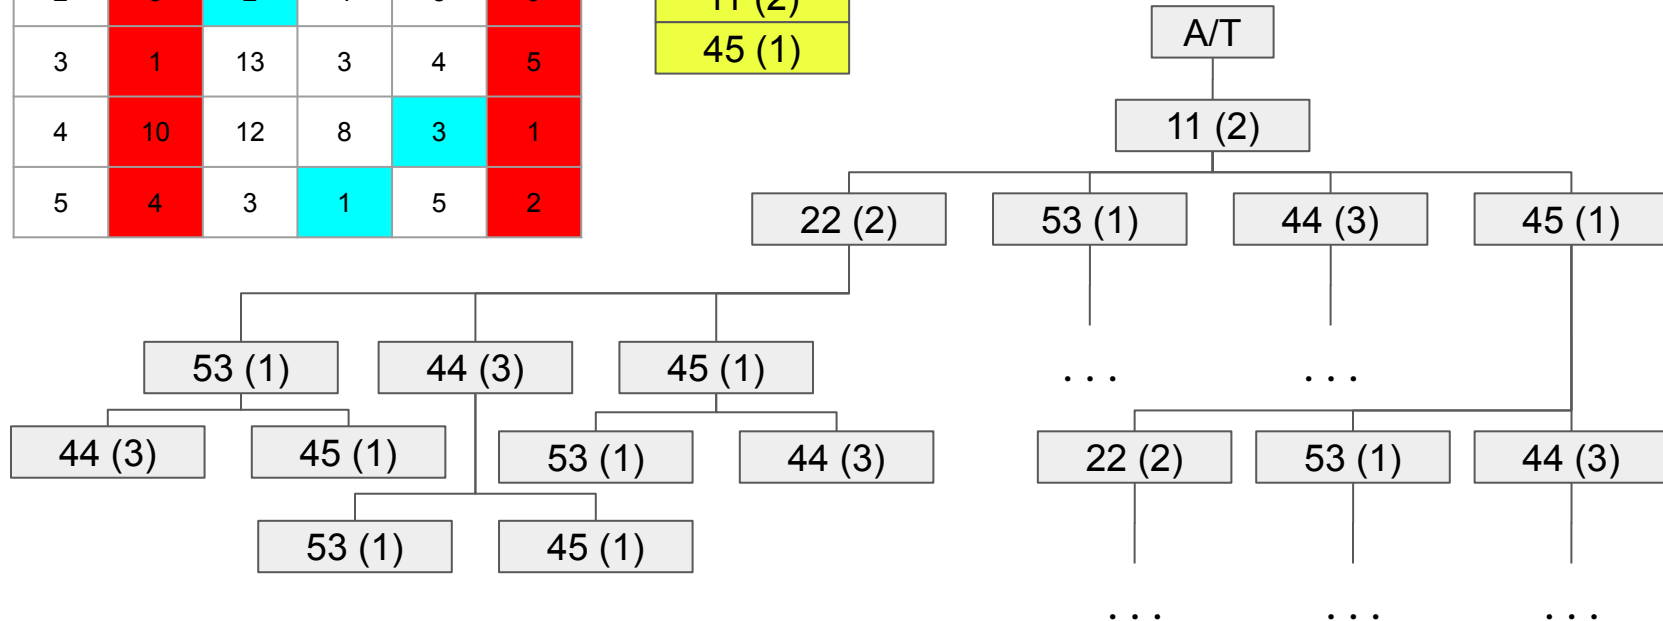 11 (2)
45 (1)
3 1 13 3 4 5
4 10 12 8 3 1
5 4 3 1 5 2
A/T
11 (2)
22 (2) 53 (1) 44 (3) 45 (1)
53 (1) 44 (3) 45 (1)
. . . . . .
44 (3) 45 (1) 53 (1) 44 (3) 22 (2) 53 (1) 44 (3)
53 (1) 45 (1)
. . . . . . . . .